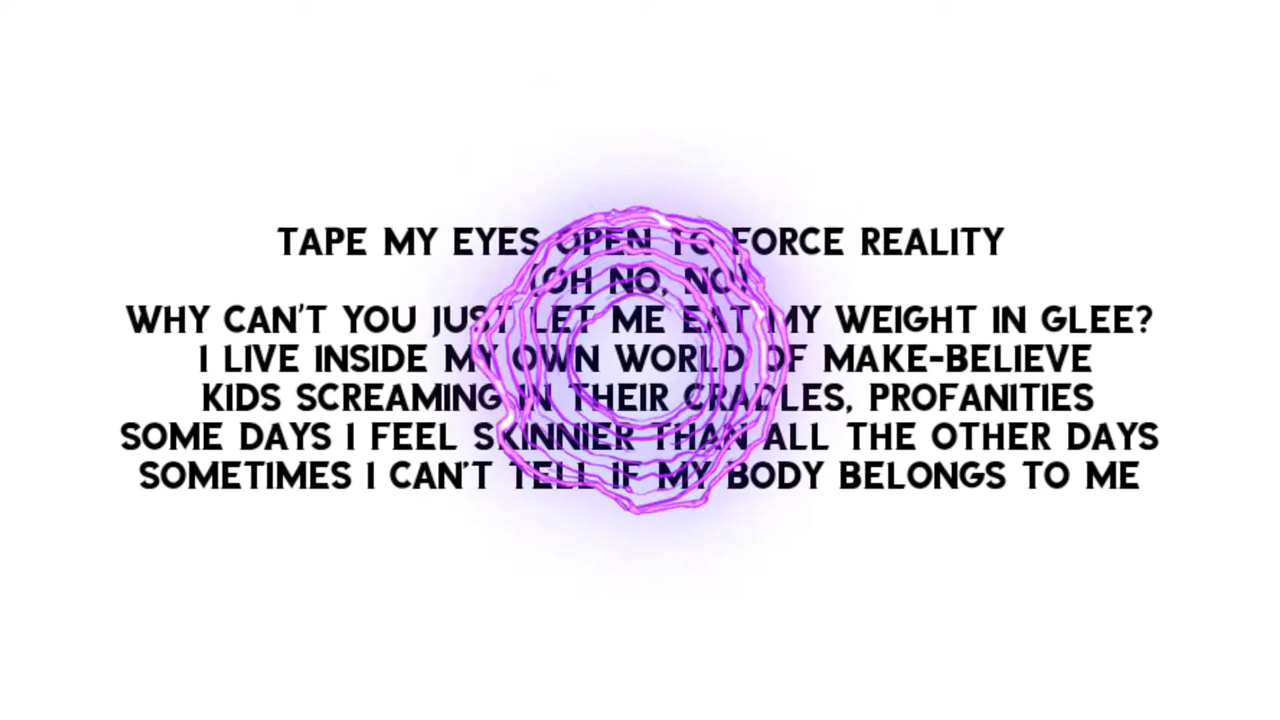 TAPE MY EYES OPEN TO FORCE REALITY
(OH NO, NO)
WHY CAN'T YOU JUST LET ME EAT MY WEIGHT IN GLEE?
I LIVE INSIDE MY OWN WORLD OF MAKE-BELIEVE
KIDS SCREAMING IN THEIR CRADLES, PROFANITIES
SOME DAYS I FEEL SKINNIER THAN ALL THE OTHER DAYS
SOMETIMES I CAN'T TELL IF MY BODY BELONGS TO ME